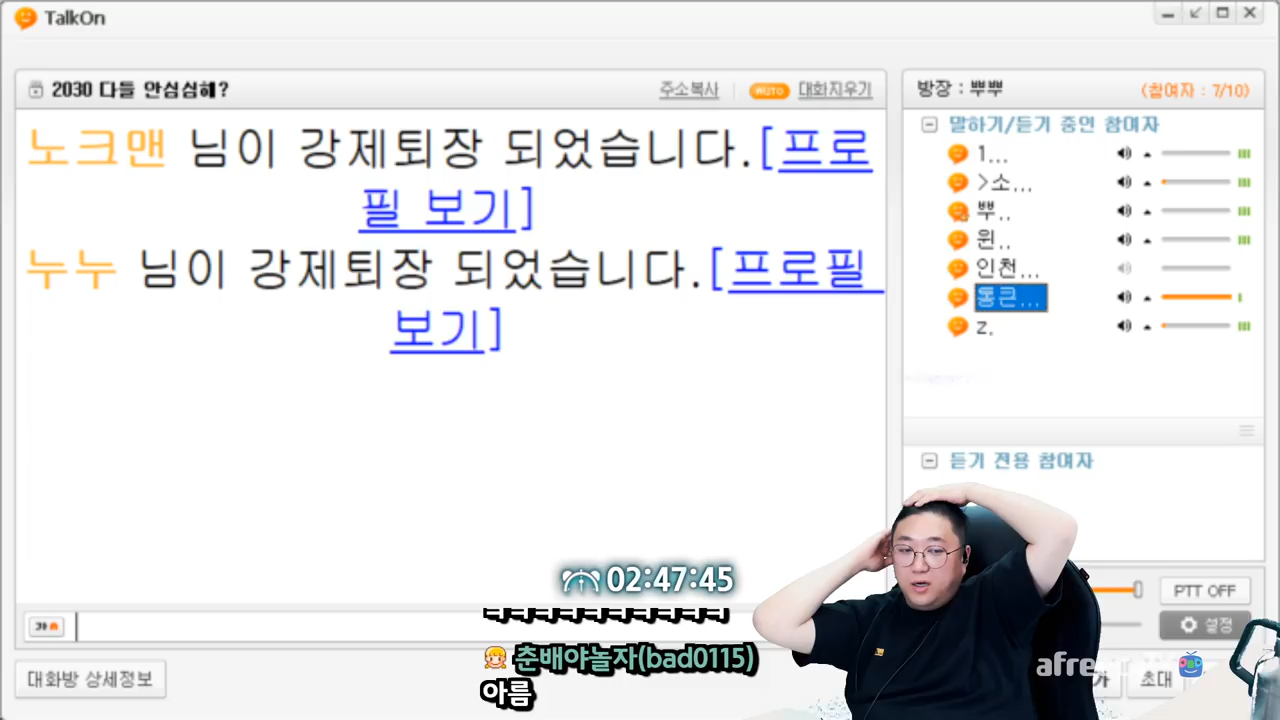 TalkOn
2030 다들 안심심해?
주소복사
AUTO
대화지우기
방장 : 뿌뿌
(참여자 : 7/10)
노크맨 님이 강제퇴장 되었습니다.[프로
필 보기]
누누 님이 강제퇴장 되었습니다.[프로필
보기]
말하기/듣기 중인 참여자
1...
>소...
뿌..
윈..
인천...
통큰...
z.
듣기 전용 참여자
02:47:45
PTT OFF
설정
춘배야놀자(bad0115)
아름
대화방 상세정보
초대